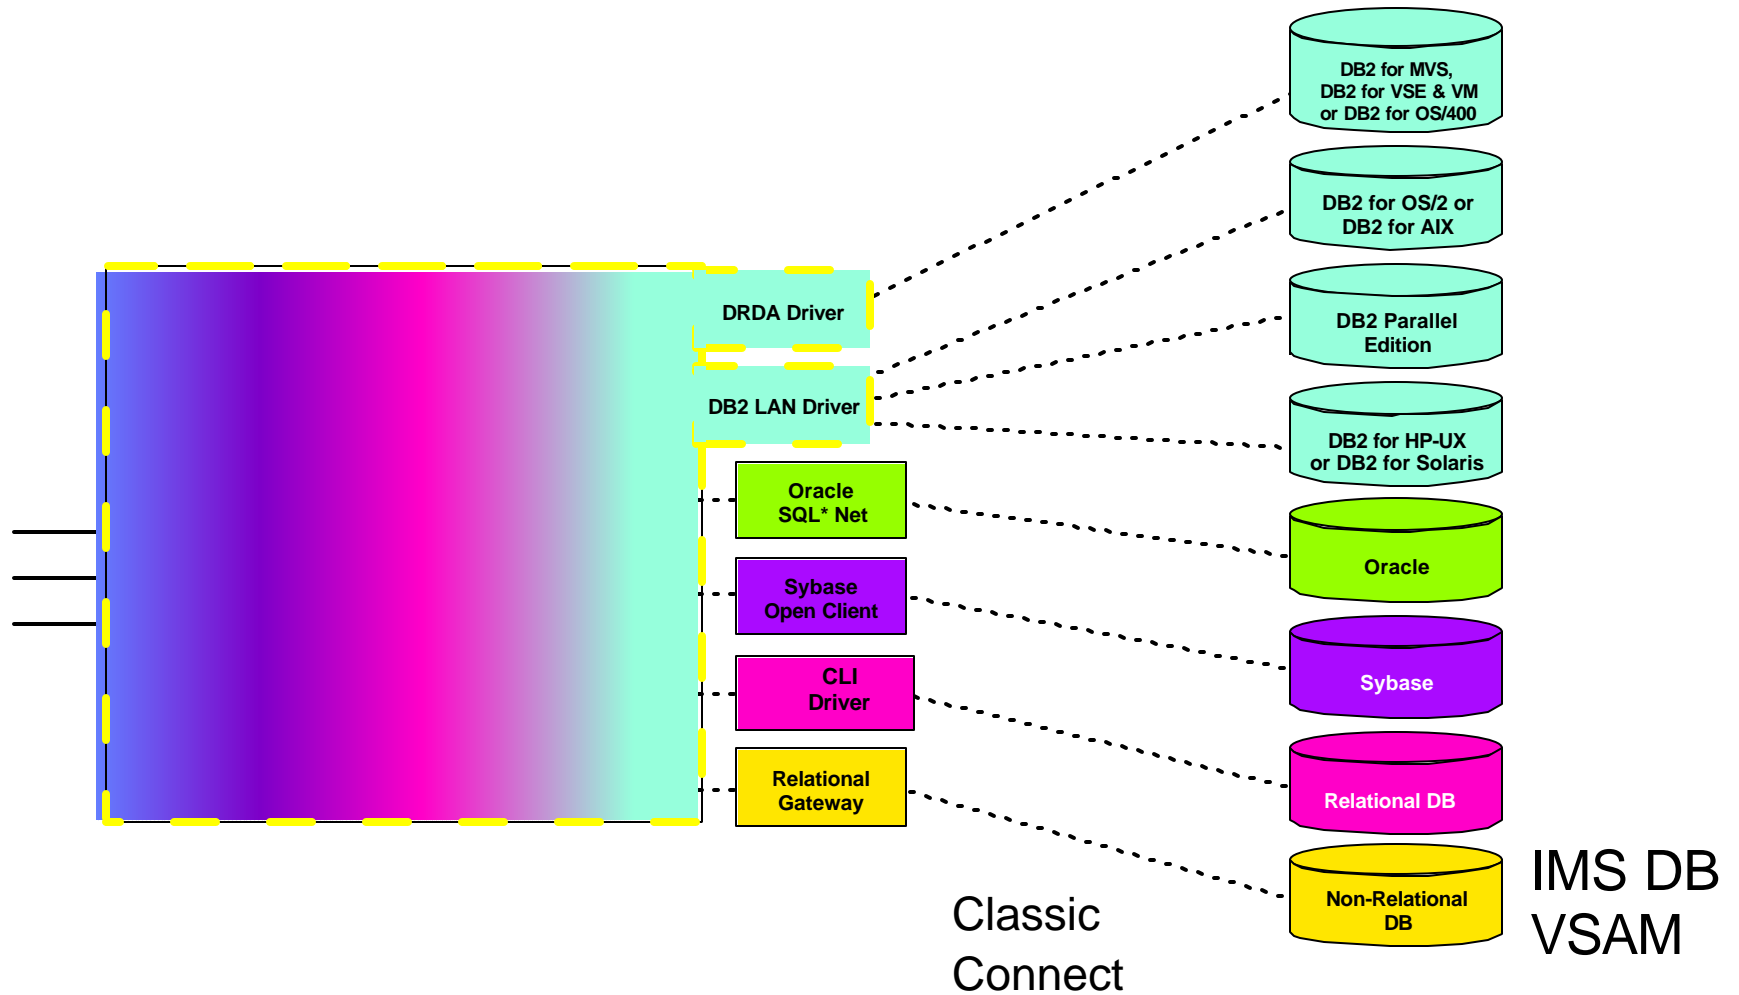 DB2 for MVS,
DB2 for VSE & VM
or DB2 for OS/400
DB2 for OS/2 or
DB2 for AIX
DB2 Parallel
Edition
DB2 for HP-UX
or DB2 for Solaris
Oracle
Sybase
Relational DB
Non-Relational
DB
IMS DB
VSAM
DRDA Driver
DB2 LAN Driver
Oracle
SQL* Net
Sybase
Open Client
CLI
Driver
Relational
Gateway
Classic
Connect